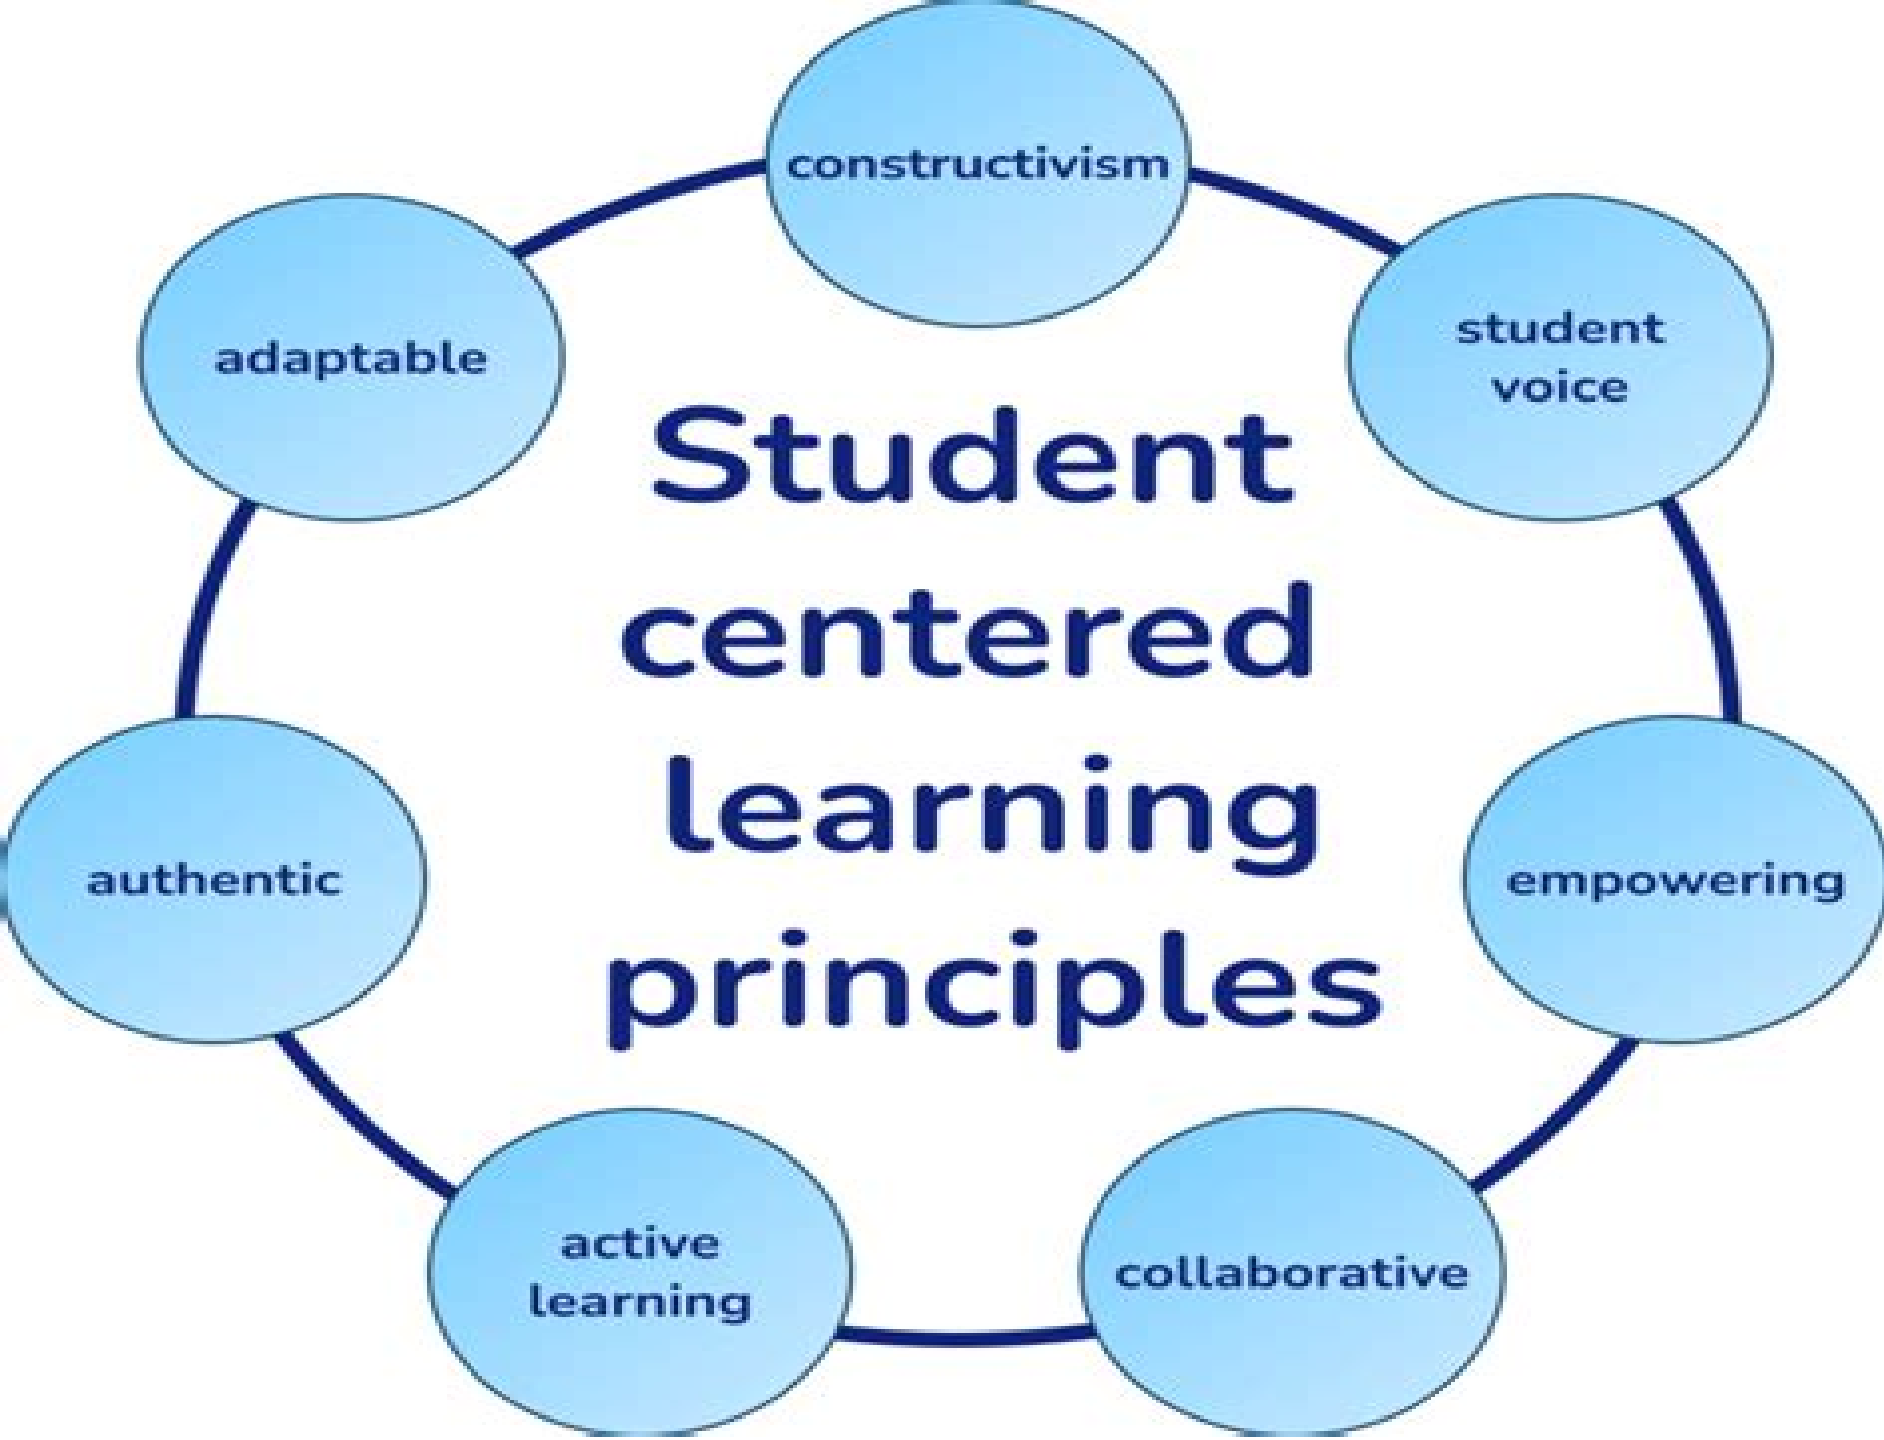 constructivism
adaptable
student
voice
Student
centered
learning
principles
authentic
empowering
active
learning
collaborative